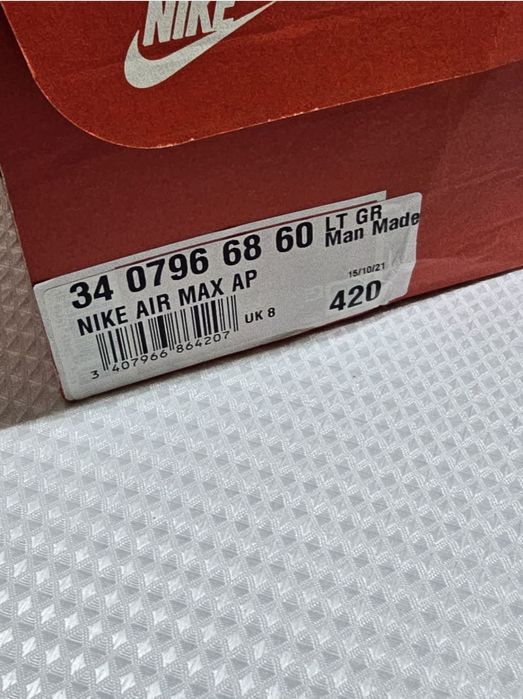 NIKE
34 0796 68 60 LT GR
Man Made
NIKE AIR MAX AP
15/10/21
UK 8
420
3 407966 864207